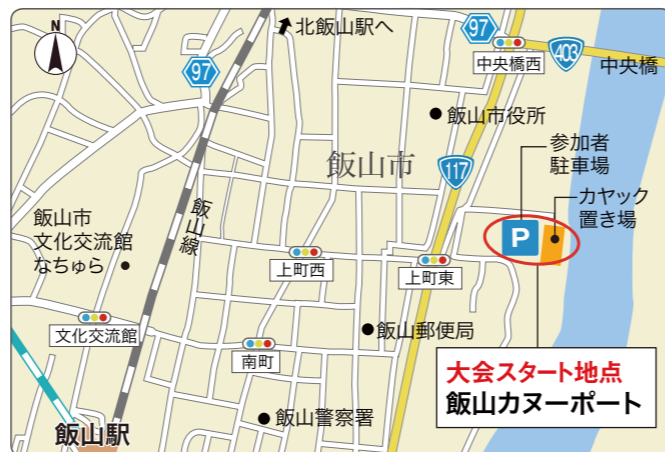 N
北飯山駅へ
97
97
中央橋西
403
中央橋
飯山市役所
飯山市
117
参加者
駐車場
カヤック
置き場
P
飯山市
文化交流館
なちゅら
飯山線
上町西
上町東
文化交流館
南町
飯山郵便局
飯山警察署
飯山駅
大会スタート地点
飯山カヌーポート